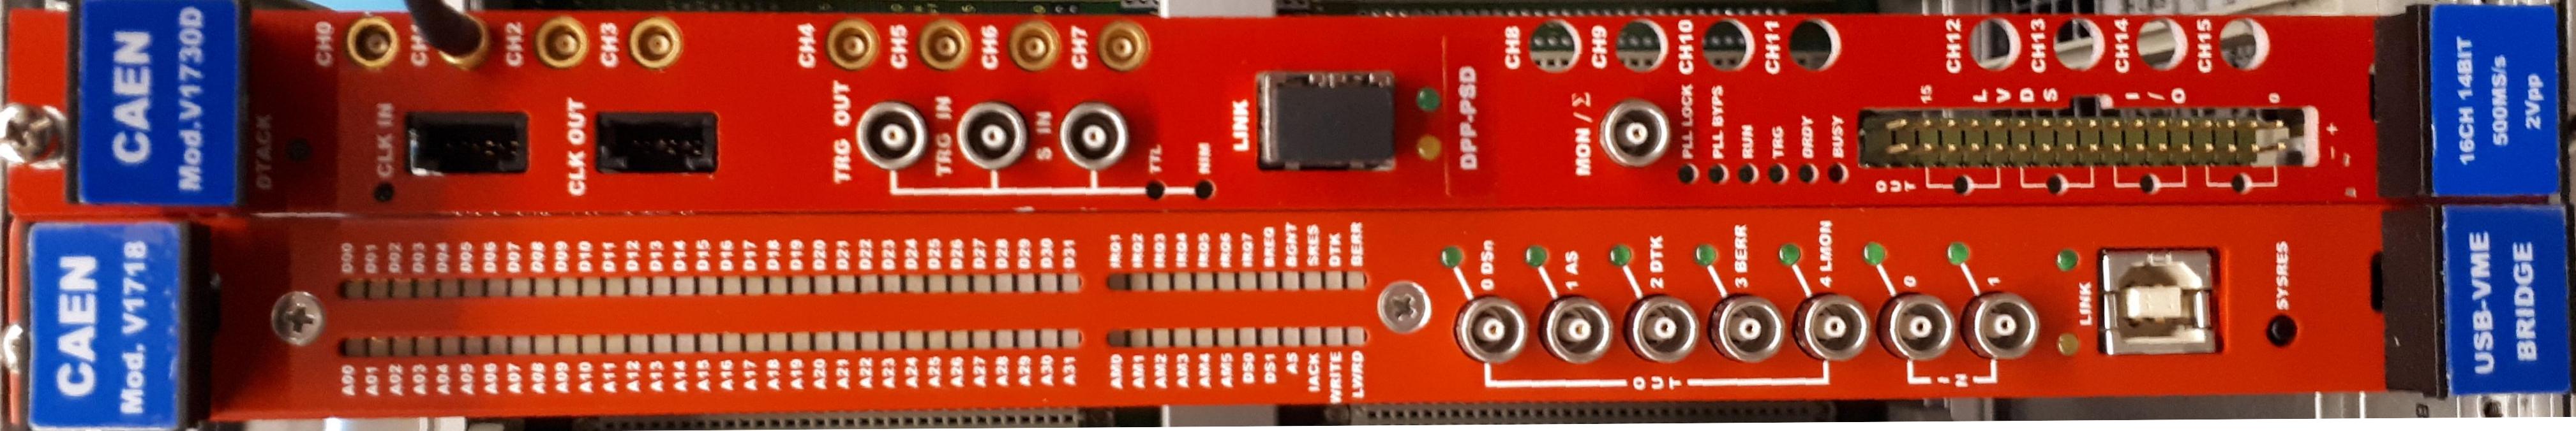 CAEN
Mod.V1730D
DTACK
CH0
CH1
CH2
CH3
CH4
CH5
CH6
CH7
CLK IN
CLK OUT
TRG OUT
TRG IN
S IN
TTL
NIM
LINK
DPP-PSD
CH8
CH9
CH10
CH11
CH12
CH13
CH14
CH15
MON / Σ
PLL LOCK
PLL BYPS
RUN
TRG
DRDY
BUSY
15
LVDS I/O
0
- +
OUT
16CH 14BIT
500MS/s
2Vpp
CAEN
Mod. V1718
D00 D01 D02 D03 D04 D05 D06 D07 D08 D09 D10 D11 D12 D13 D14 D15 D16 D17 D18 D19 D20 D21 D22 D23 D24 D25 D26 D27 D28 D29 D30 D31
IRQ1 IRQ2 IRQ3 IRQ4 IRQ5 IRQ6 IRQ7 BREQ BGNT SRES DTK BERR
A00 A01 A02 A03 A04 A05 A06 A07 A08 A09 A10 A11 A12 A13 A14 A15 A16 A17 A18 A19 A20 A21 A22 A23 A24 A25 A26 A27 A28 A29 A30 A31
AM0 AM1 AM2 AM3 AM4 AM5 DS0 DS1 AS IACK WRITE LWRD
0 DSn
1 AS
2 DTK
3 BERR
4 LMON
0
1
OUT
IN
LINK
SYSRES
USB-VME
BRIDGE